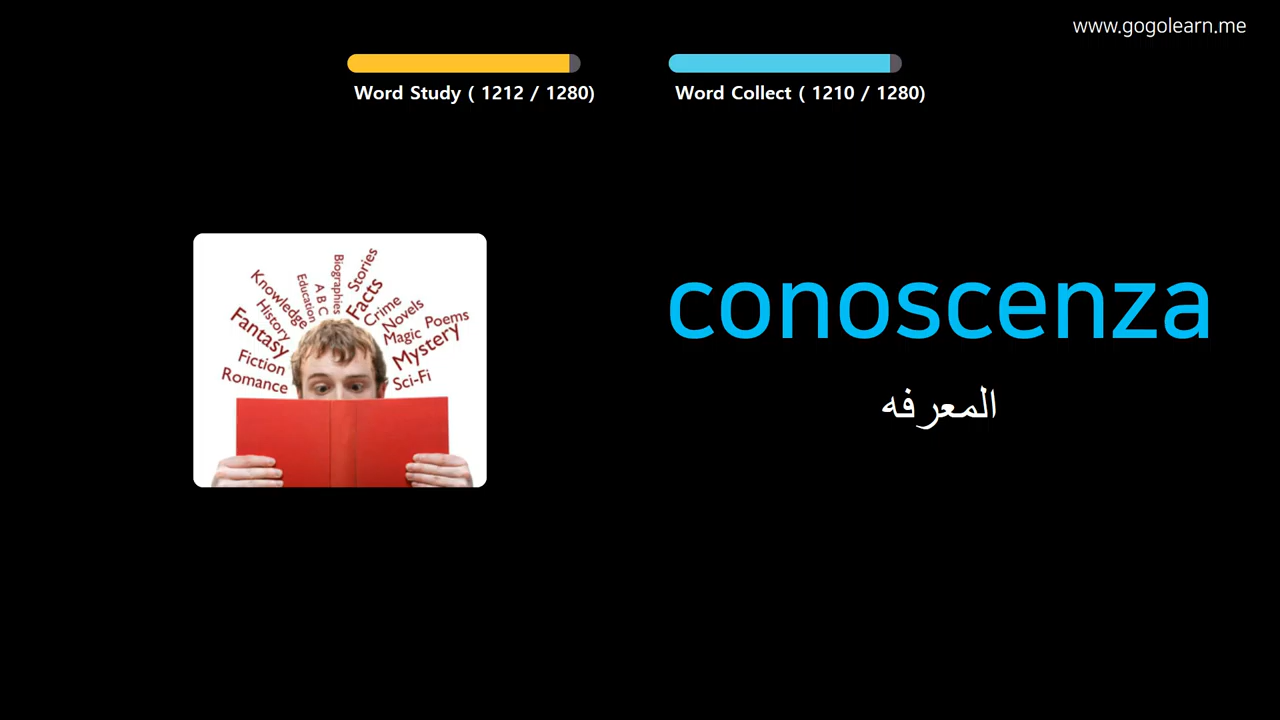 www.gogolearn.me
Word Study ( 1212 / 1280)
Word Collect ( 1210 / 1280)
conoscenza
المعرفه
Knowledge
History
Fantasy
Fiction
Romance
Education
A B C
Biographies
Stories
Facts
Crime
Novels
Magic
Poems
Mystery
Sci-Fi